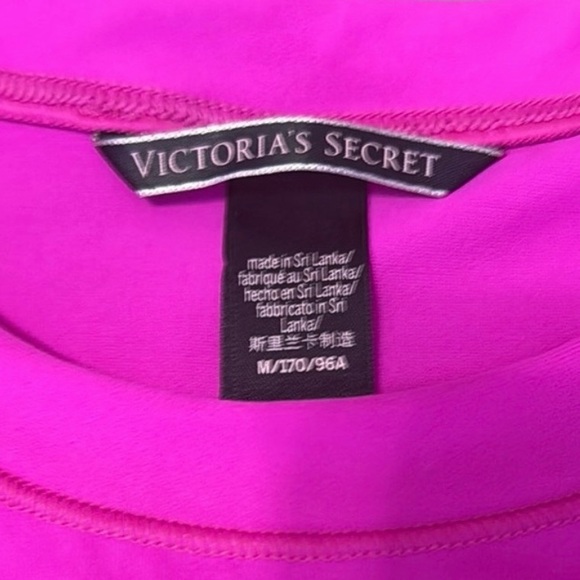 VICTORIA'S SECRET
made in Sri Lanka/
fabriqué au Sri Lanka/
hecho en Sri Lanka/
fabbricato in Sri
Lanka/
斯里兰卡制造
M/170/96A